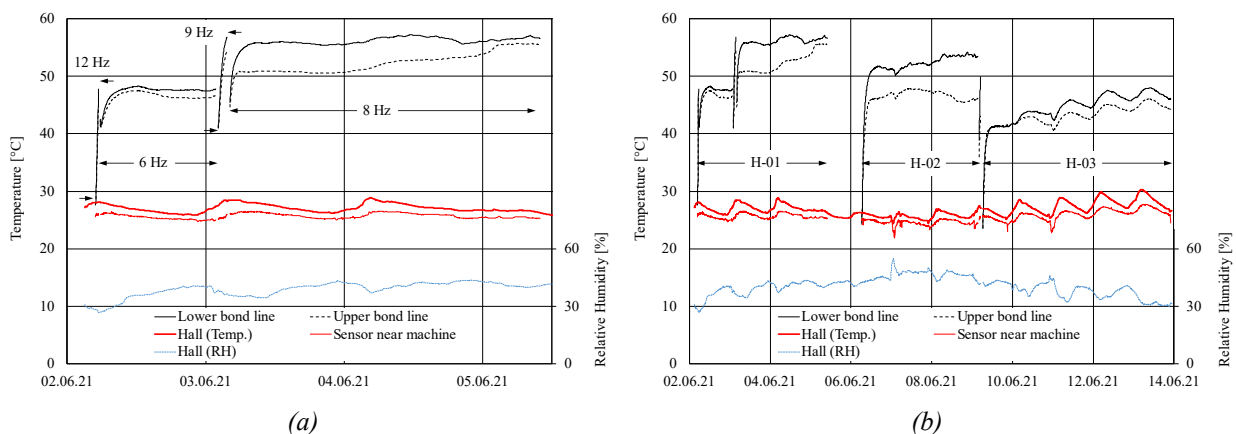 60
50
40
30
20
10
0
Temperature [°C]
12 Hz
9 Hz
8 Hz
6 Hz
60
30
0
Relative Humidity [%]
Lower bond line
Upper bond line
Hall (Temp.)
Sensor near machine
Hall (RH)
02.06.21 03.06.21 04.06.21 05.06.21
(a)
60
50
40
30
20
10
0
Temperature [°C]
H-01
H-02
H-03
60
30
0
Relative Humidity [%]
Lower bond line
Upper bond line
Hall (Temp.)
Sensor near machine
Hall (RH)
02.06.21 04.06.21 06.06.21 08.06.21 10.06.21 12.06.21 14.06.21
(b)